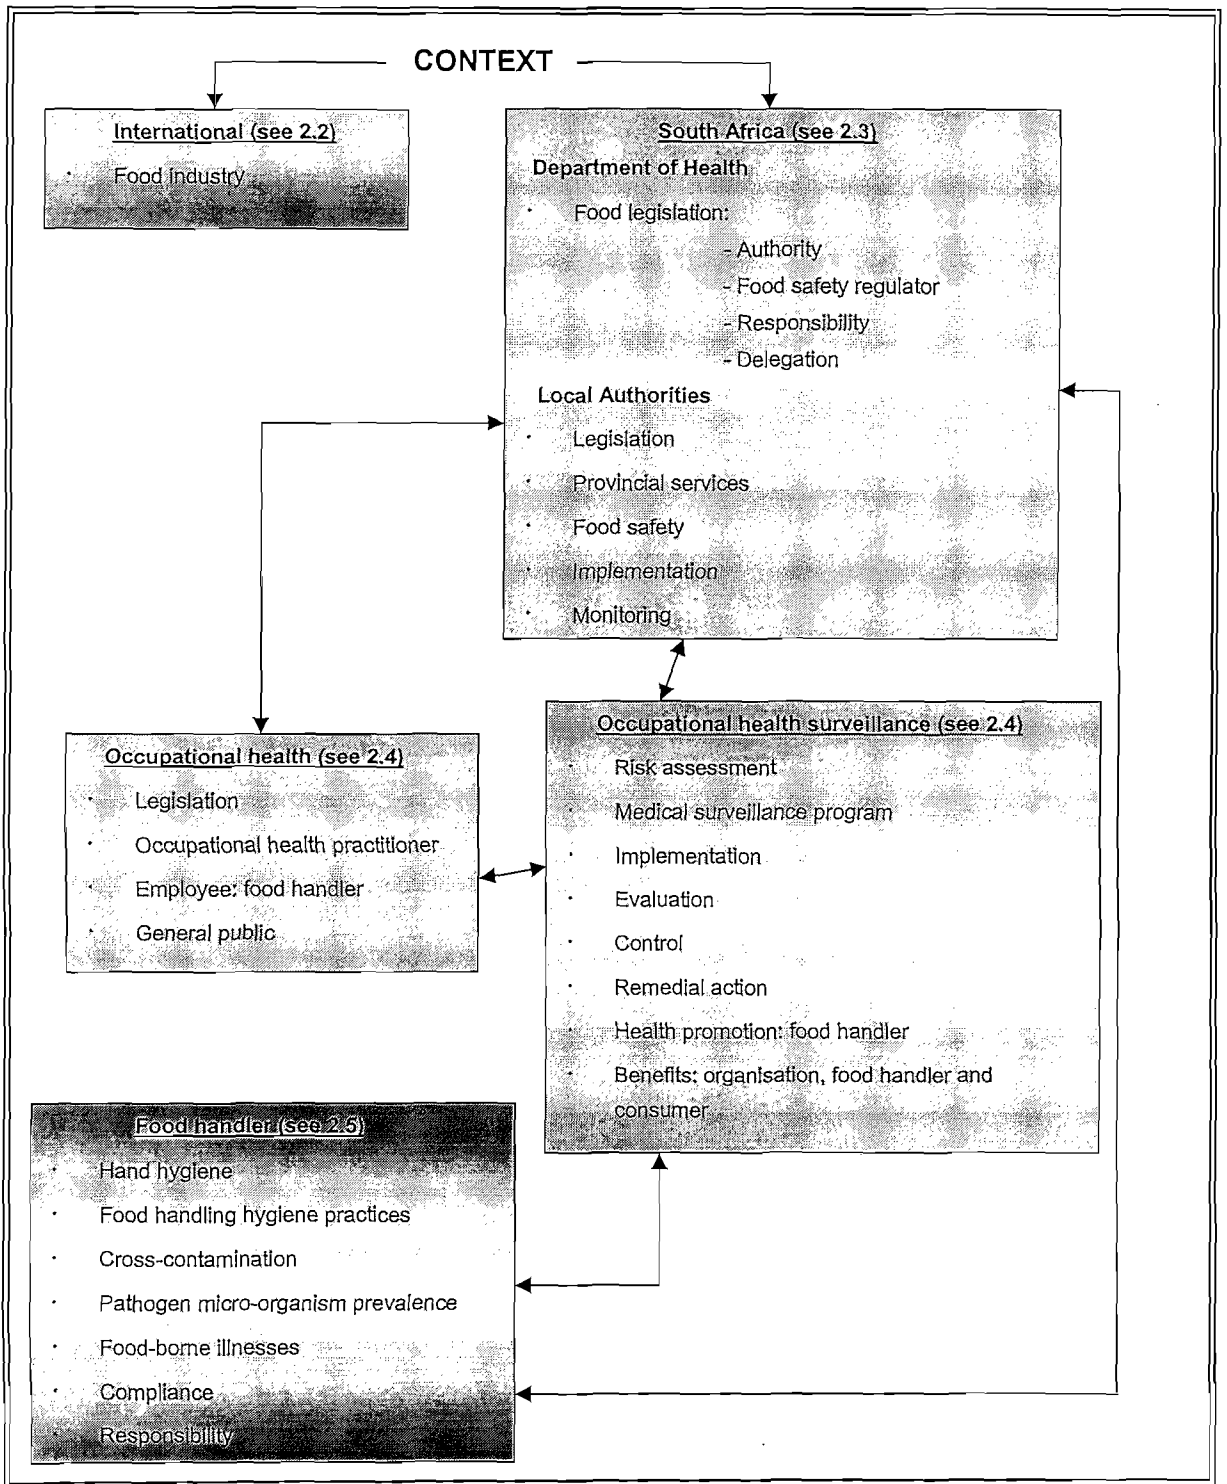 CONTEXT
International (see 2.2)
· Food industry
South Africa (see 2.3)
Department of Health
· Food legislation:
- Authority
- Food safety regulator
- Responsibility
- Delegation
Local Authorities
· Legislation
· Provincial services
· Food safety
· Implementation
· Monitoring
Occupational health (see 2.4)
· Legislation
· Occupational health practitioner
· Employee: food handler
· General public
Occupational health surveillance (see 2.4)
· Risk assessment
· Medical surveillance program
· Implementation
· Evaluation
· Control
· Remedial action
· Health promotion: food handler
· Benefits: organisation, food handler and
consumer
Food handler (see 2.5)
· Hand hygiene
· Food handling hygiene practices
· Cross-contamination
· Pathogen micro-organism prevalence
· Food-borne illnesses
· Compliance
· Responsibility